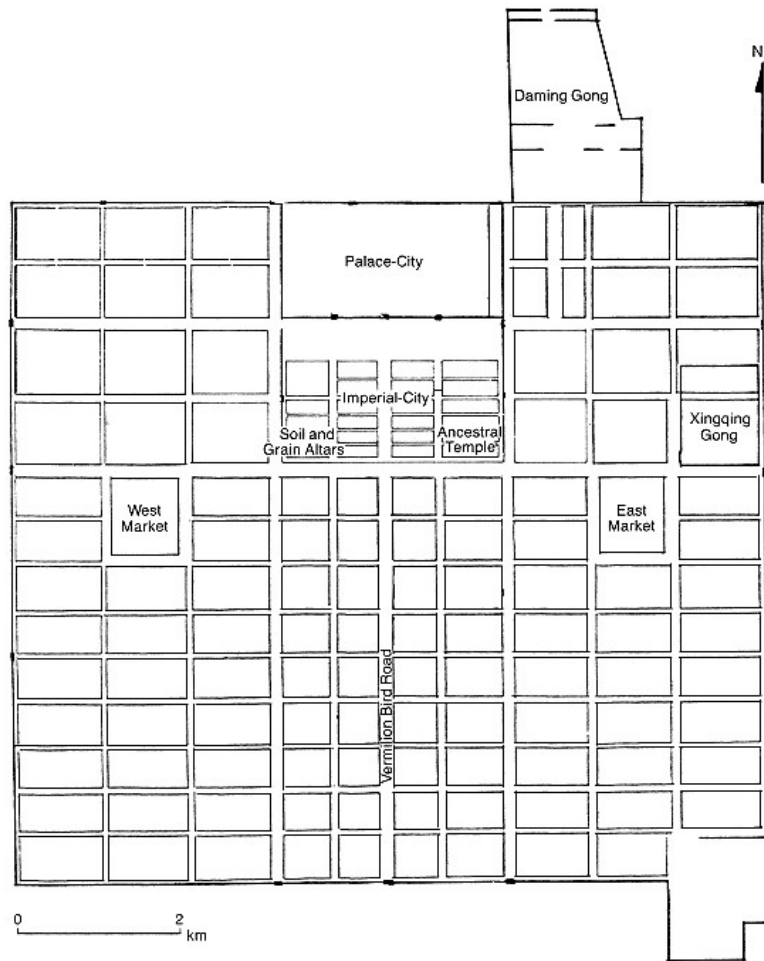 N
Daming Gong
Palace-City
Imperial-City
Soil and
Grain Altars
Ancestral
Temple
Xingqing
Gong
West
Market
East
Market
Vermilion Bird Road
0
2
km